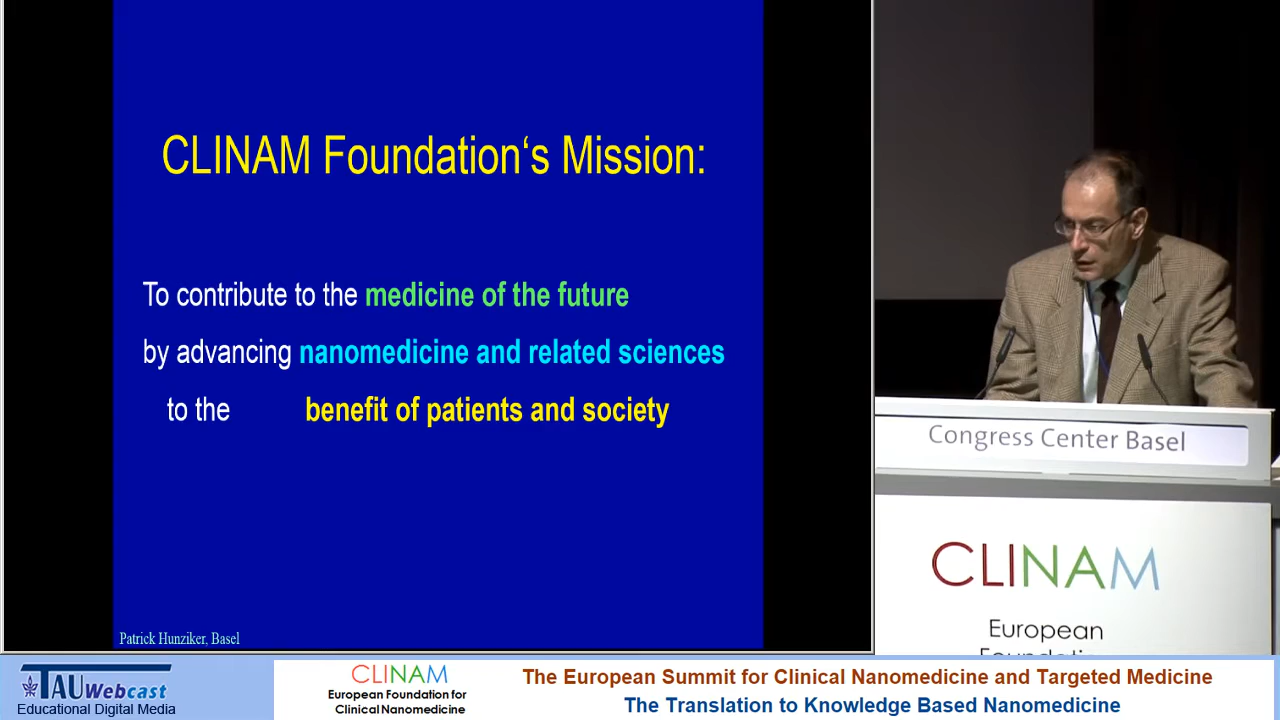 CLINAM Foundation‘s Mission:
To contribute to the medicine of the future
by advancing nanomedicine and related sciences
to the benefit of patients and society
Patrick Hunziker, Basel
Congress Center Basel
CLINAM
European
TAU Webcast
Educational Digital Media
CLINAM
European Foundation for
Clinical Nanomedicine
The European Summit for Clinical Nanomedicine and Targeted Medicine
The Translation to Knowledge Based Nanomedicine